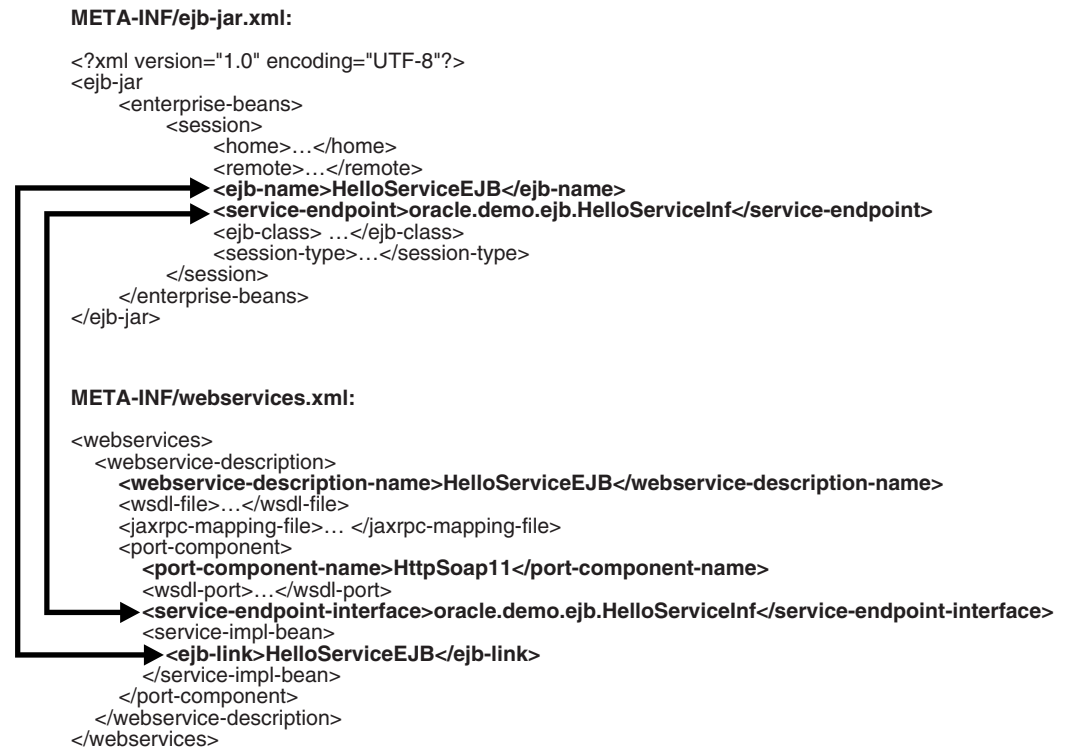 META-INF/ejb-jar.xml:
<?xml version="1.0" encoding="UTF-8"?>
<ejb-jar
<enterprise-beans>
<session>
<home>…</home>
<remote>…</remote>
<ejb-name>HelloServiceEJB</ejb-name>
<service-endpoint>oracle.demo.ejb.HelloServiceInf</service-endpoint>
<ejb-class> …</ejb-class>
<session-type>…</session-type>
</session>
</enterprise-beans>
</ejb-jar>
META-INF/webservices.xml:
<webservices>
<webservice-description>
<webservice-description-name>HelloServiceEJB</webservice-description-name>
<wsdl-file>…</wsdl-file>
<jaxrpc-mapping-file>… </jaxrpc-mapping-file>
<port-component>
<port-component-name>HttpSoap11</port-component-name>
<wsdl-port>…</wsdl-port>
<service-endpoint-interface>oracle.demo.ejb.HelloServiceInf</service-endpoint-interface>
<service-impl-bean>
<ejb-link>HelloServiceEJB</ejb-link>
</service-impl-bean>
</port-component>
</webservice-description>
</webservices>